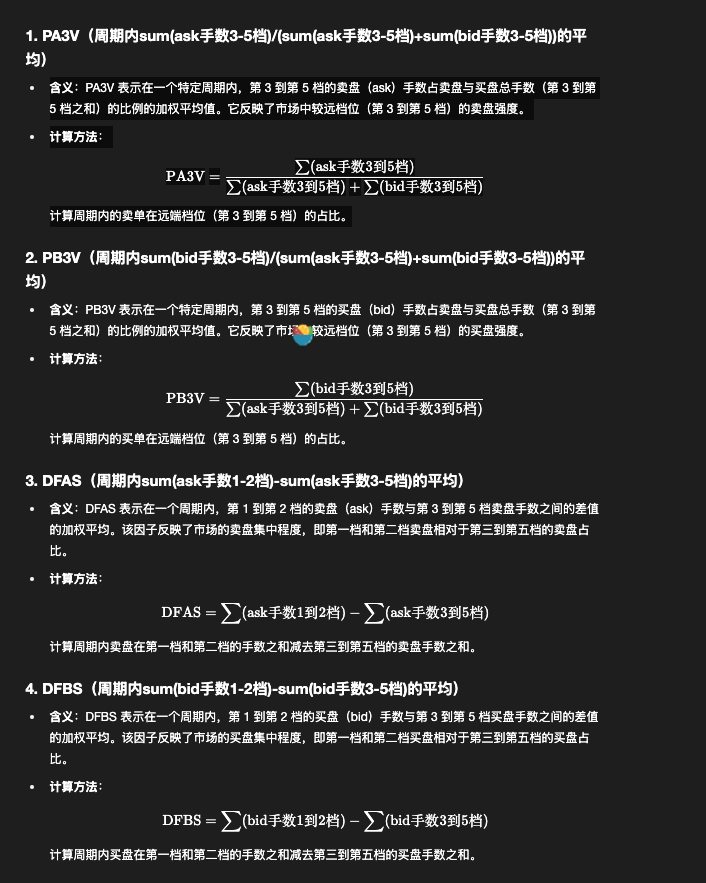 1. PA3V（周期内sum(ask手数3-5档)/(sum(ask手数3-5档)+sum(bid手数3-5档))的平
均）
• 含义：PA3V 表示在一个特定周期内，第 3 到第 5 档的卖盘（ask）手数占卖盘与买盘总手数（第 3 到第
5 档之和）的比例的加权平均值。它反映了市场中较远档位（第 3 到第 5 档）的卖盘强度。
• 计算方法：
PA3V = ∑(ask手数3到5档) / ∑(ask手数3到5档) + ∑(bid手数3到5档)
计算周期内的卖单在远端档位（第 3 到第 5 档）的占比。
2. PB3V（周期内sum(bid手数3-5档)/(sum(ask手数3-5档)+sum(bid手数3-5档))的平
均）
• 含义：PB3V 表示在一个特定周期内，第 3 到第 5 档的买盘（bid）手数占卖盘与买盘总手数（第 3 到第
5 档之和）的比例的加权平均值。它反映了市较远档位（第 3 到第 5 档）的买盘强度。
• 计算方法：
PB3V = ∑(bid手数3到5档) / ∑(ask手数3到5档) + ∑(bid手数3到5档)
计算周期内的买单在远端档位（第 3 到第 5 档）的占比。
3. DFAS（周期内sum(ask手数1-2档)-sum(ask手数3-5档)的平均）
• 含义：DFAS 表示在一个周期内，第 1 到第 2 档的卖盘（ask）手数与第 3 到第 5 档卖盘手数之间的差值
的加权平均。该因子反映了市场的卖盘集中程度，即第一档和第二档卖盘相对于第三到第五档的卖盘占
比。
• 计算方法：
DFAS = ∑(ask手数1到2档) − ∑(ask手数3到5档)
计算周期内卖盘在第一档和第二档的手数之和减去第三到第五档的卖盘手数之和。
4. DFBS（周期内sum(bid手数1-2档)-sum(bid手数3-5档)的平均）
• 含义：DFBS 表示在一个周期内，第 1 到第 2 档的买盘（bid）手数与第 3 到第 5 档买盘手数之间的差值
的加权平均。该因子反映了市场的买盘集中程度，即第一档和第二档买盘相对于第三到第五档的买盘占
比。
• 计算方法：
DFBS = ∑(bid手数1到2档) − ∑(bid手数3到5档)
计算周期内买盘在第一档和第二档的手数之和减去第三到第五档的买盘手数之和。